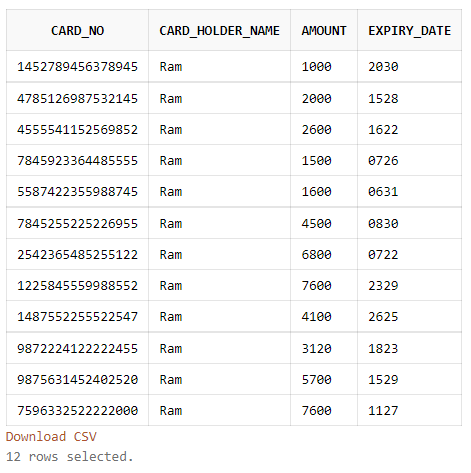 CARD_NO CARD_HOLDER_NAME AMOUNT EXPIRY_DATE
1452789456378945 Ram 1000 2030
4785126987532145 Ram 2000 1528
4555541152569852 Ram 2600 1622
7845923364485555 Ram 1500 0726
5587422355988745 Ram 1600 0631
7845255225226955 Ram 4500 0830
2542365485255122 Ram 6800 0722
1225845559988552 Ram 7600 2329
1487552255522547 Ram 4100 2625
9872224122222455 Ram 3120 1823
9875631452402520 Ram 5700 1529
7596332522222000 Ram 7600 1127
Download CSV
12 rows selected.